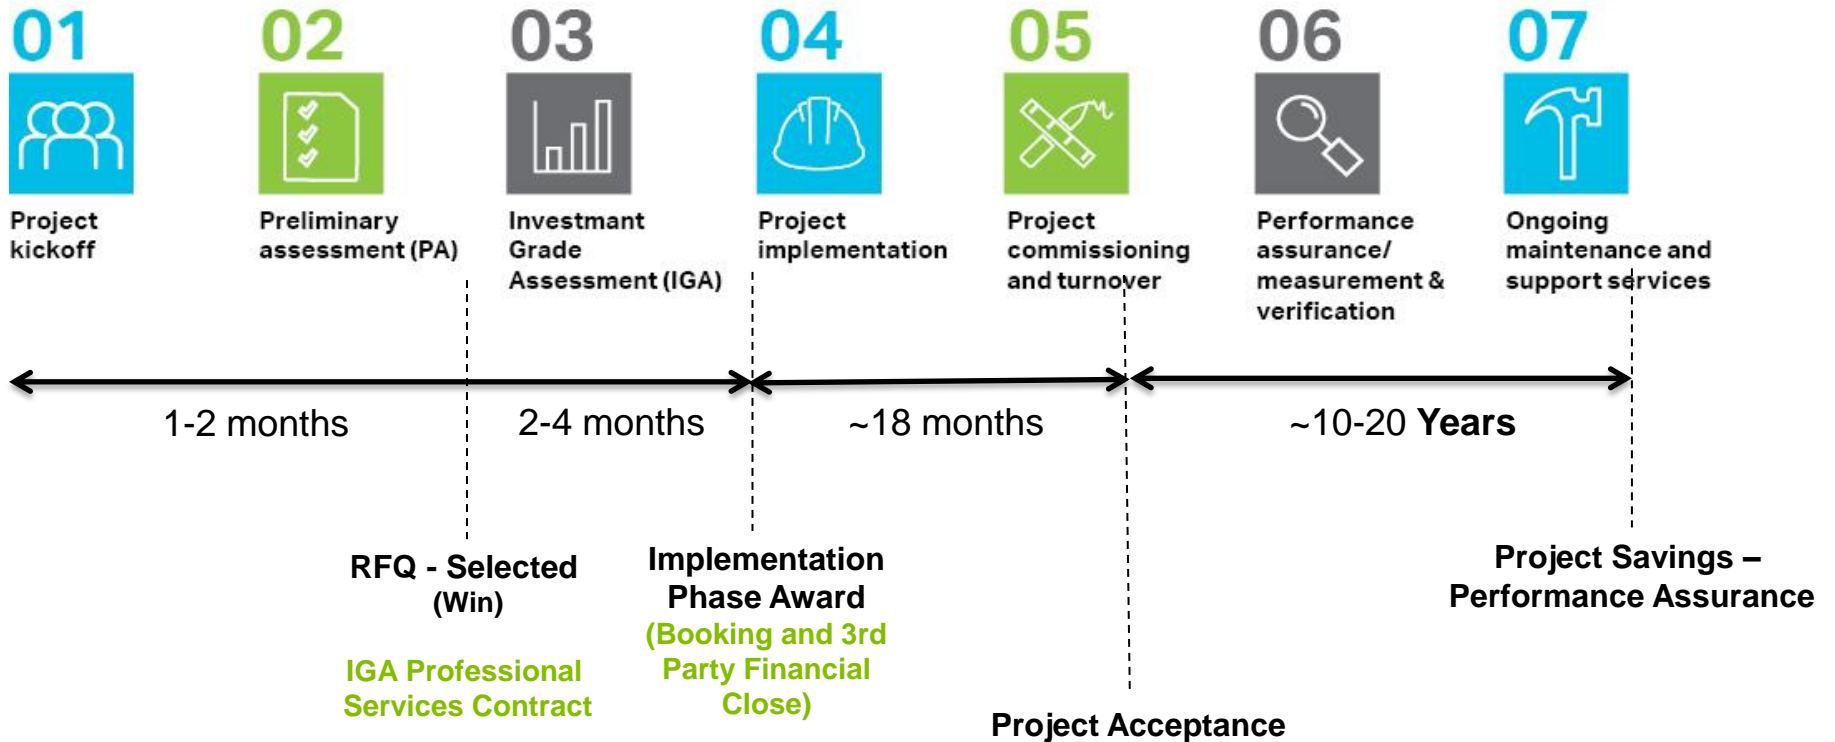 01
Project
kickoff
02
Preliminary
assessment (PA)
03
Investmant
Grade
Assessment (IGA)
04
Project
implementation
05
Project
commissioning
and turnover
06
Performance
assurance/
measurement &
verification
07
Ongoing
maintenance and
support services
1-2 months
2-4 months
~18 months
~10-20 Years
RFQ - Selected
(Win)
IGA Professional
Services Contract
Implementation
Phase Award
(Booking and 3rd
Party Financial
Close)
Project Acceptance
Project Savings –
Performance Assurance